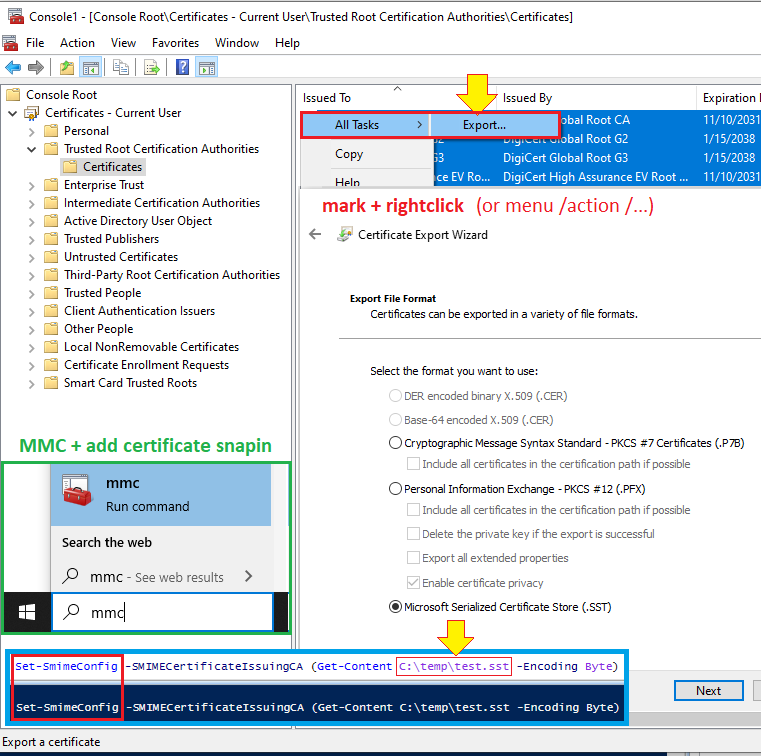 Console1 - [Console Root\Certificates - Current User\Trusted Root Certification Authorities\Certificates]
File Action View Favorites Window Help
Console Root
Certificates - Current User
Personal
Trusted Root Certification Authorities
Certificates
Enterprise Trust
Intermediate Certification Authorities
Active Directory User Object
Trusted Publishers
Untrusted Certificates
Third-Party Root Certification Authorities
Trusted People
Client Authentication Issuers
Other People
Local NonRemovable Certificates
Certificate Enrollment Requests
Smart Card Trusted Roots
Issued To Issued By Expiration
All Tasks > Export... Global Root CA 11/10/2031
G2 DigiCert Global Root G2 1/15/2038
Copy G3 DigiCert Global Root G3 1/15/2038
Help nce EV Ro... DigiCert High Assurance EV Root ... 11/10/2031
mark + rightclick (or menu /action /...)
Certificate Export Wizard
Export File Format
Certificates can be exported in a variety of file formats.
Select the format you want to use:
DER encoded binary X.509 (.CER)
Base-64 encoded X.509 (.CER)
Cryptographic Message Syntax Standard - PKCS #7 Certificates (.P7B)
Include all certificates in the certification path if possible
Personal Information Exchange - PKCS #12 (.PFX)
Include all certificates in the certification path if possible
Delete the private key if the export is successful
Export all extended properties
Enable certificate privacy
Microsoft Serialized Certificate Store (.SST)
Next
MMC + add certificate snapin
mmc
Run command
Search the web
mmc - See web results
mmc
Set-SmimeConfig -SMIMECertificateIssuingCA (Get-Content C:\temp\test.sst -Encoding Byte)
Set-SmimeConfig -SMIMECertificateIssuingCA (Get-Content C:\temp\test.sst -Encoding Byte)
Export a certificate